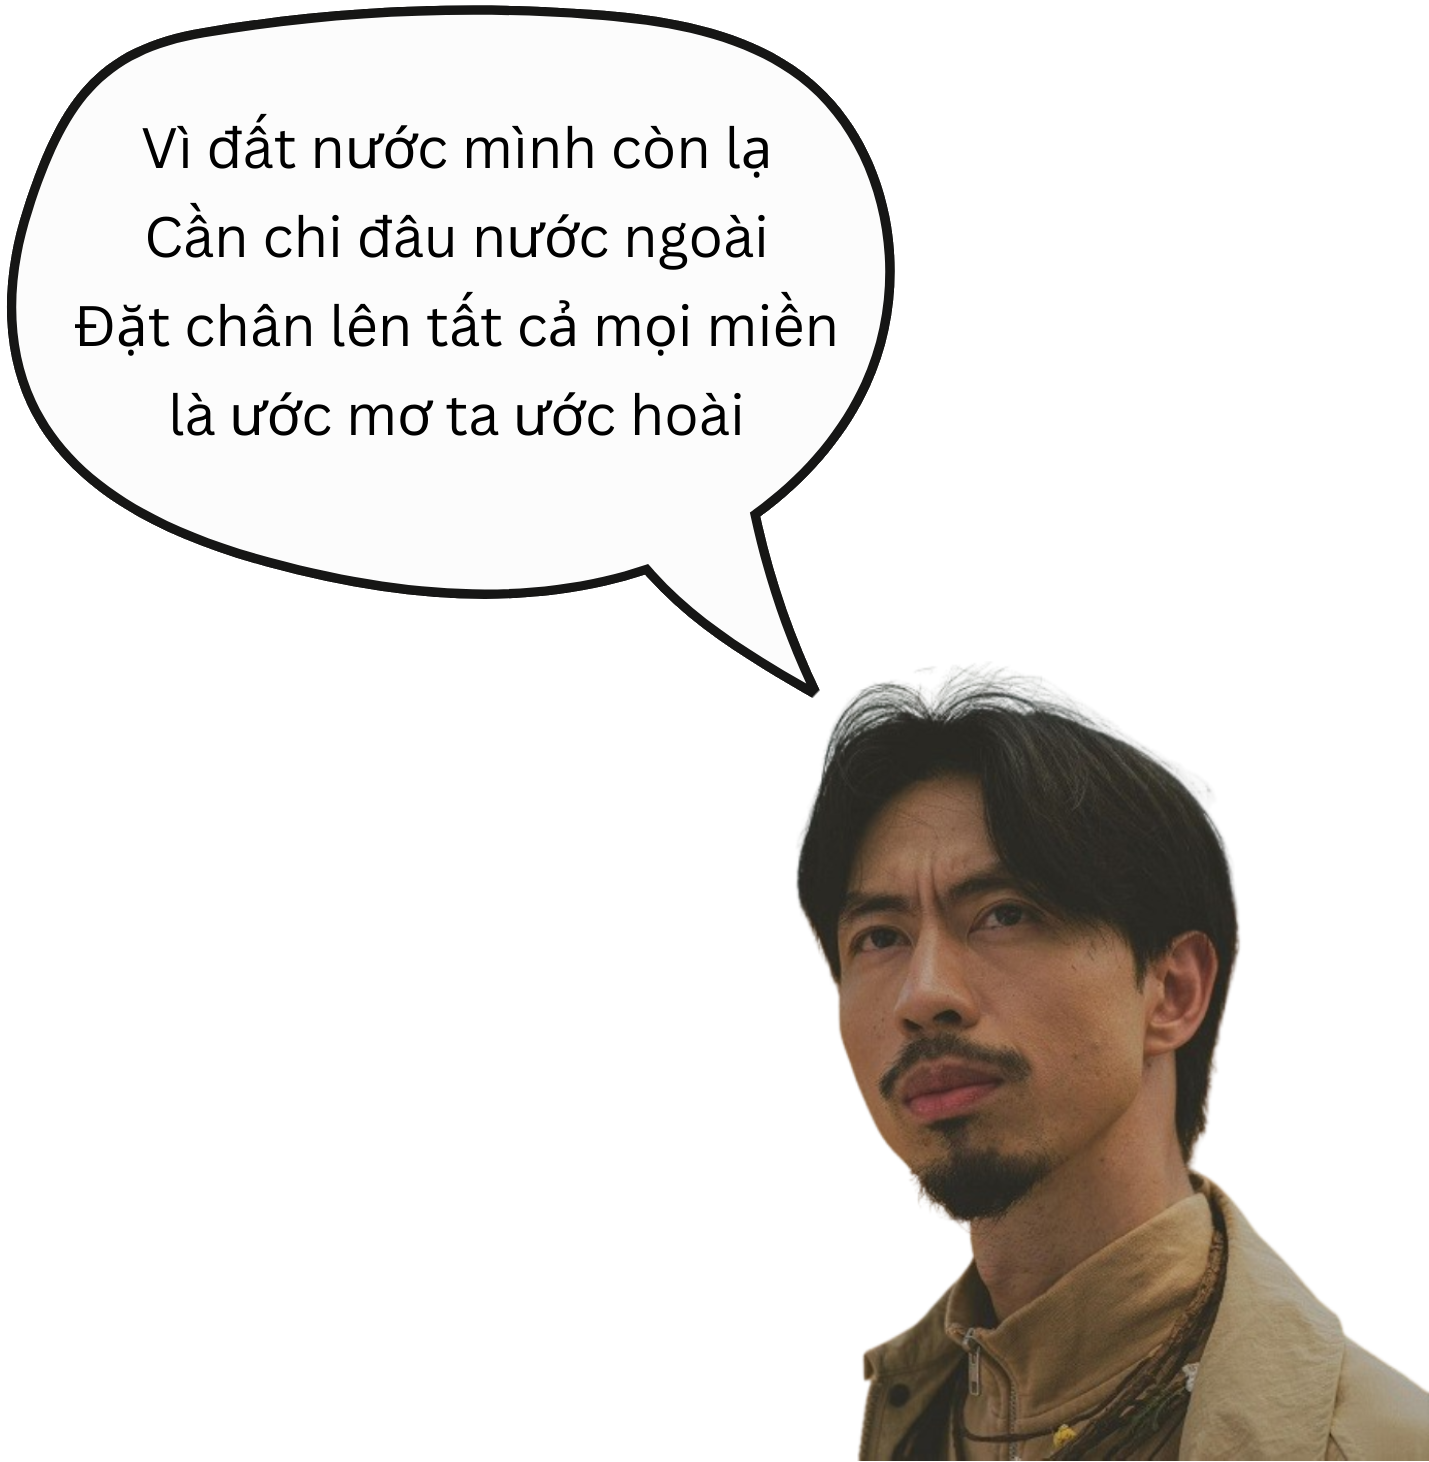 Vì đất nước mình còn lạ
Cần chi đâu nước ngoài
Đặt chân lên tất cả mọi miền
là ước mơ ta ước hoài